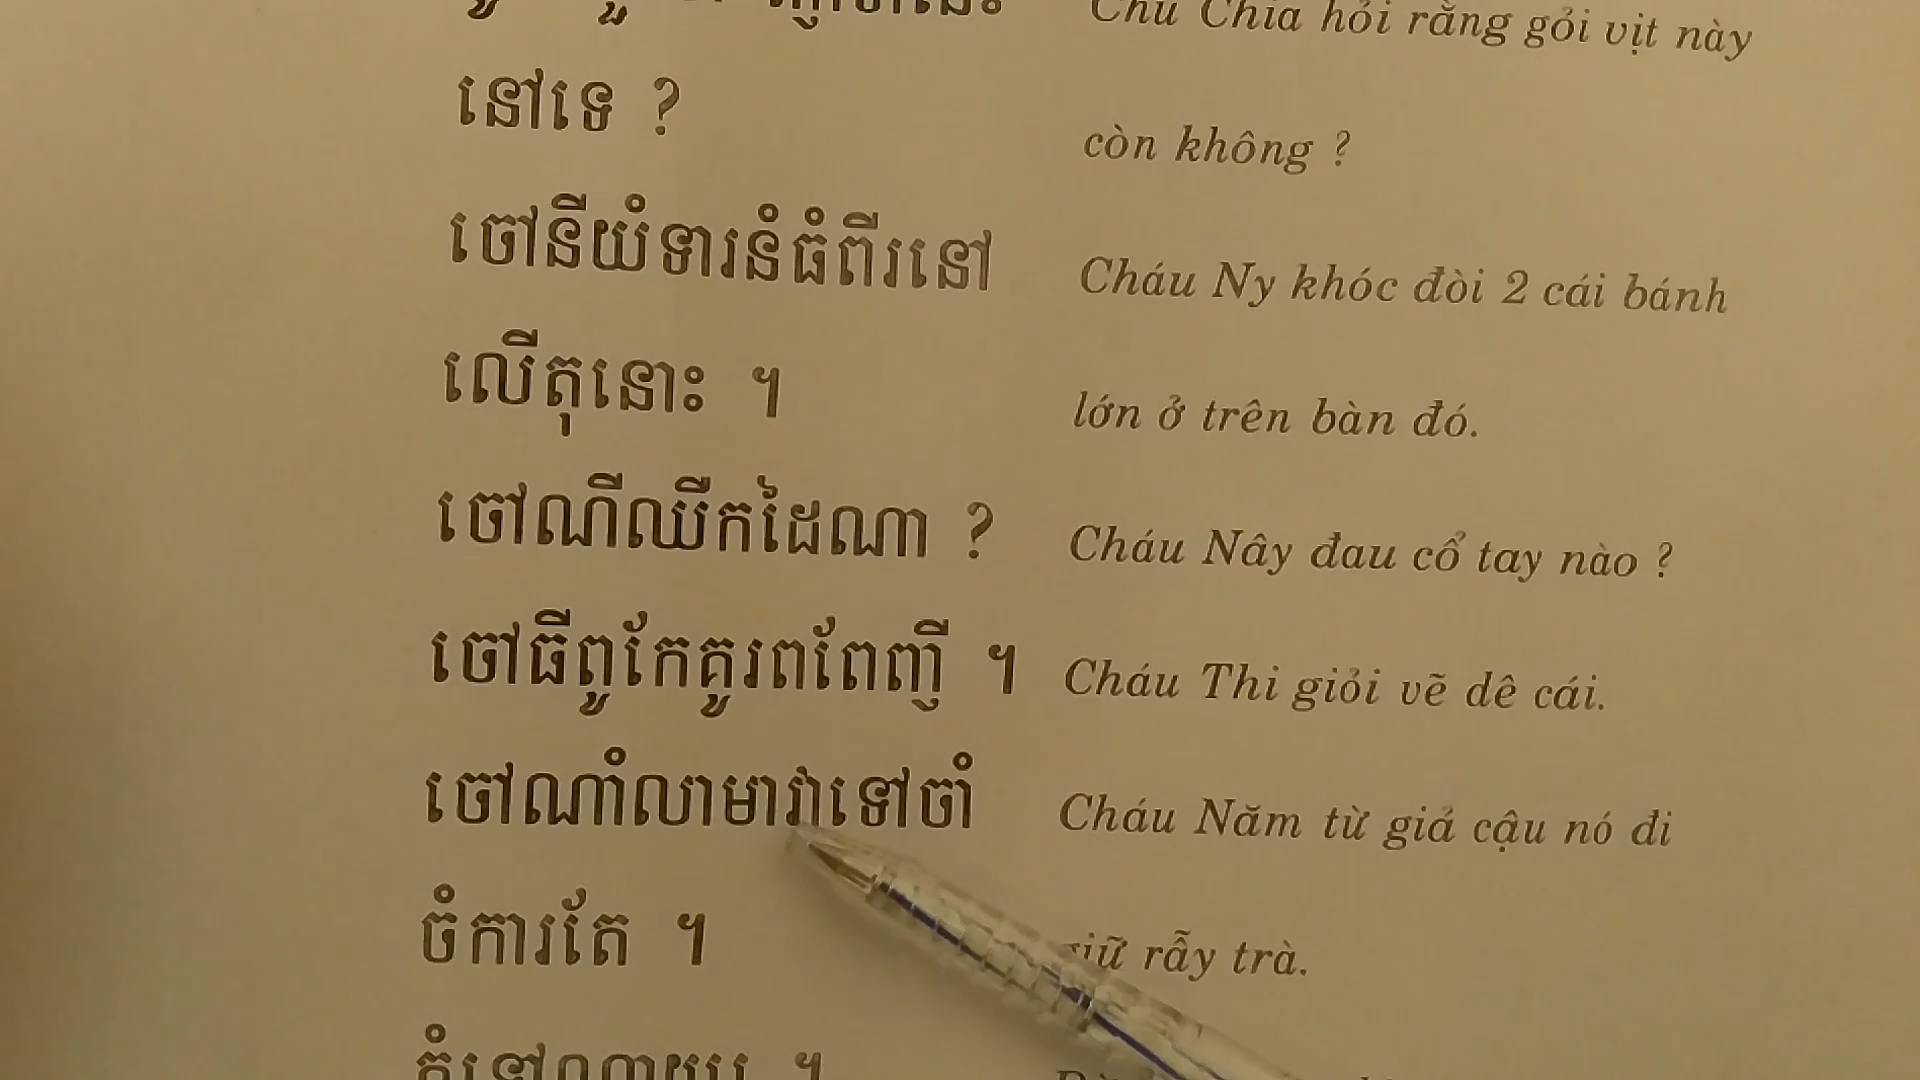 Chú Chia hỏi rằng gỏi vịt này
នៅទេ ?
còn không ?
ចៅនីយំទារនំធំពីរនៅ
Cháu Ny khóc đòi 2 cái bánh
លើតុនោះ ។
lớn ở trên bàn đó.
ចៅណីឈឺកដៃណា ?
Cháu Nây đau cổ tay nào ?
ចៅធីពូកែគូរពពែញី ។
Cháu Thi giỏi vẽ dê cái.
ចៅណាំលាមាវាទៅចាំ
Cháu Năm từ giả cậu nó đi
ចំការតែ ។
giữ rẫy trà.